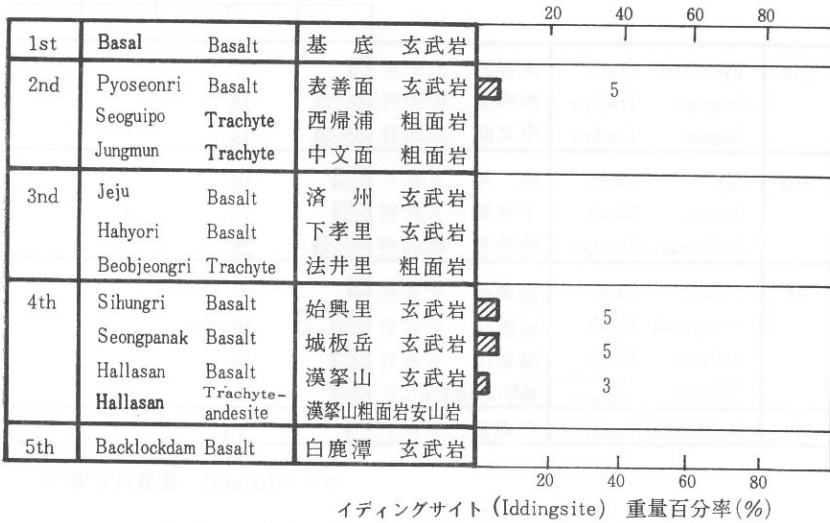 20 40 60 80
1st Basal Basalt 基底 玄武岩
2nd Pyoseonri Basalt 表善面 玄武岩 5
Seoguipo Trachyte 西帰浦 粗面岩
Jungmun Trachyte 中文面 粗面岩
3rd Jeju Basalt 済州 玄武岩
Hahyori Basalt 下孝里 玄武岩
Beobjeongri Trachyte 法井里 粗面岩
4th Sihungri Basalt 始興里 玄武岩 5
Seongpanak Basalt 城板岳 玄武岩 5
Hallasan Basalt 漢拏山 玄武岩 3
Hallasan Trachyte-
andesite 漢拏山粗面岩安山岩
5th Backlockdam Basalt 白鹿潭 玄武岩
20 40 60 80
イディングサイト (Iddingsite) 重量百分率(%)